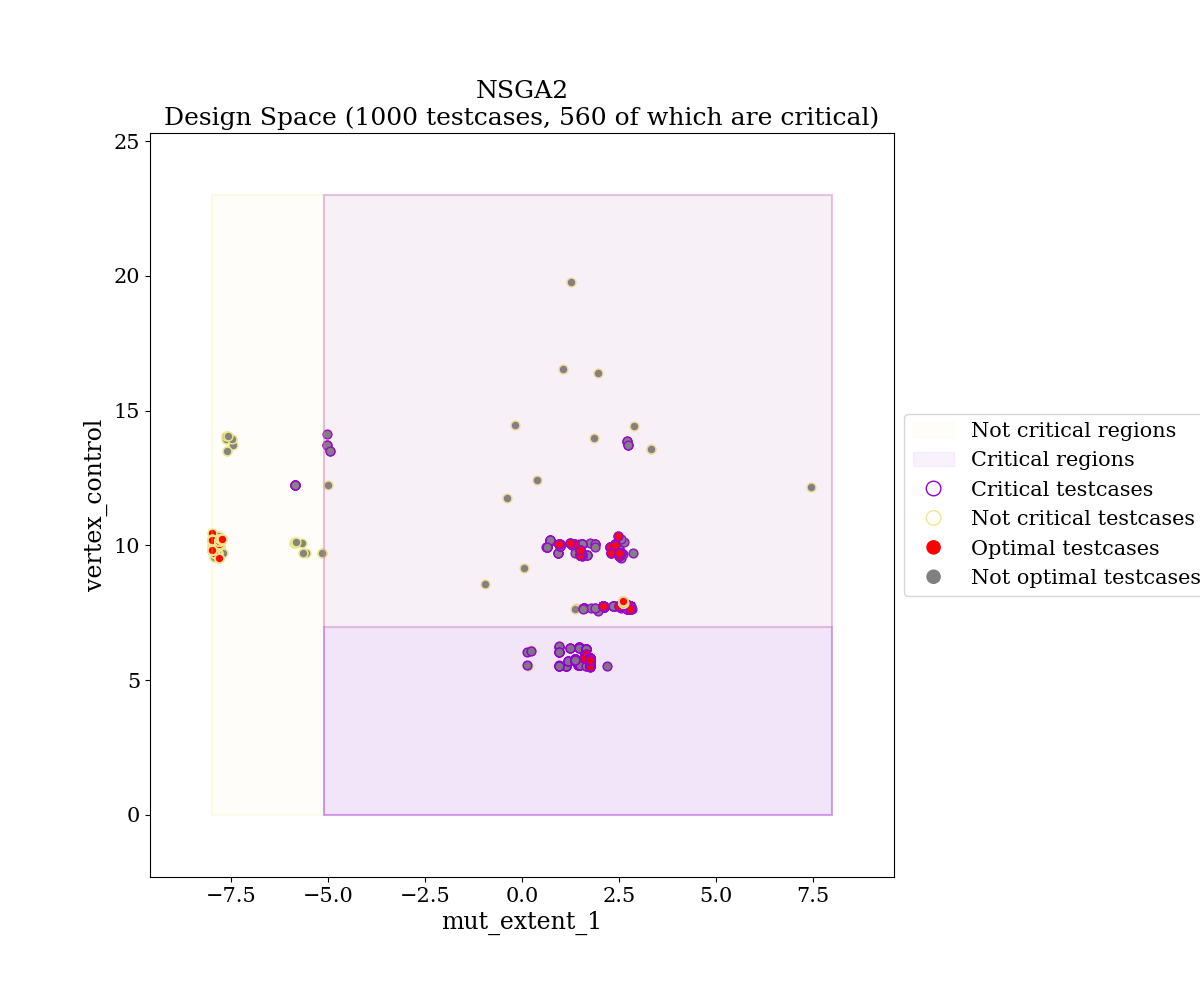 NSGA2
Design Space (1000 testcases, 560 of which are critical)
25
20
15
10
5
0
vertex_control
−7.5
−5.0
−2.5
0.0
2.5
5.0
7.5
mut_extent_1
Not critical regions
Critical regions
Critical testcases
Not critical testcases
Optimal testcases
Not optimal testcases